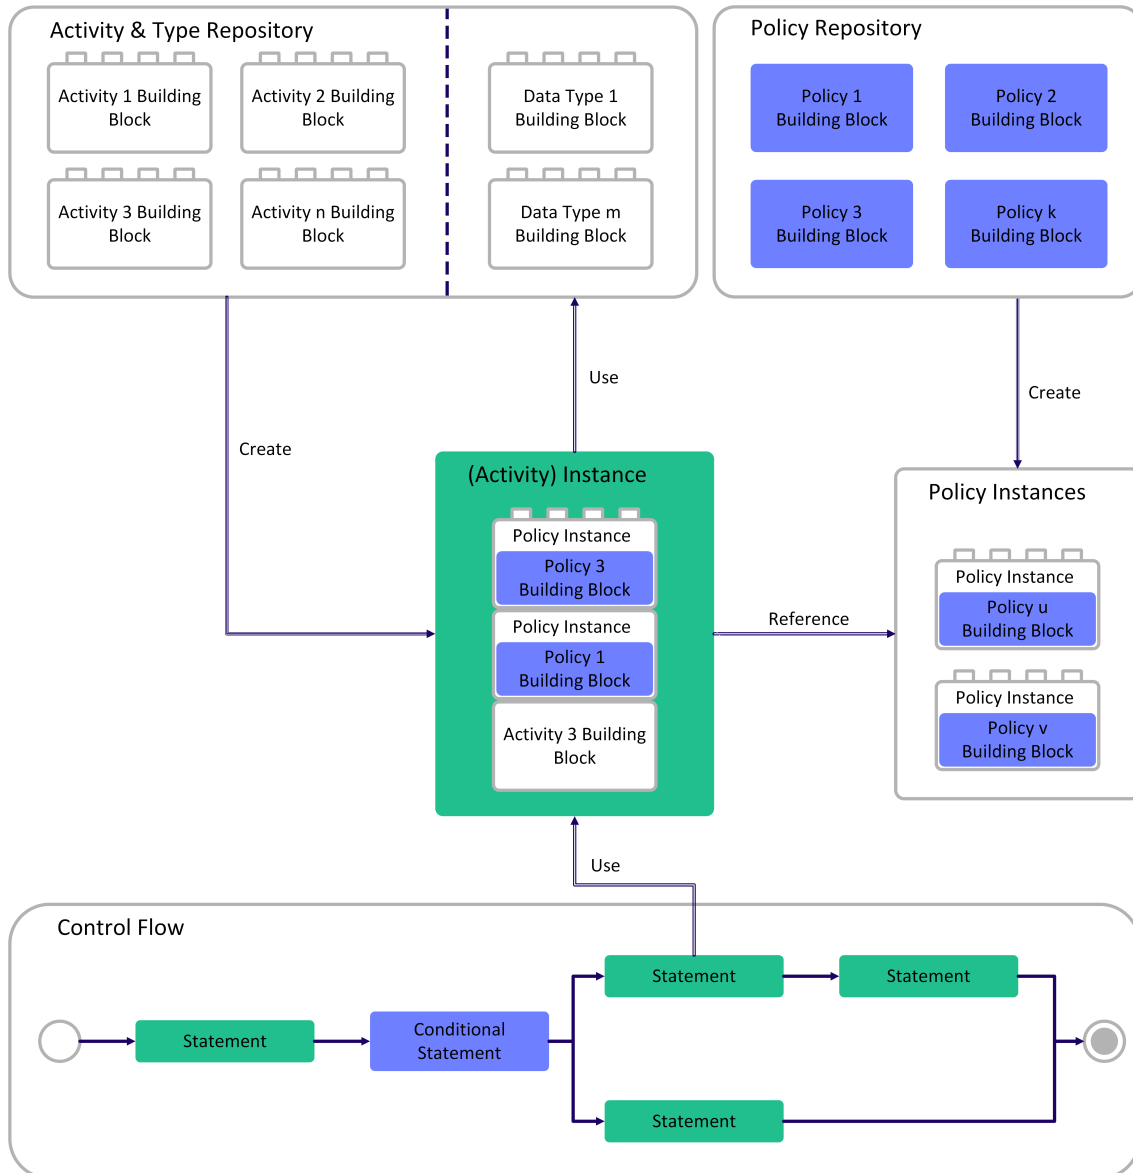 Activity & Type Repository
Activity 1 Building
Block
Activity 2 Building
Block
Data Type 1
Building Block
Activity 3 Building
Block
Activity n Building
Block
Data Type m
Building Block
Policy Repository
Policy 1
Building Block
Policy 2
Building Block
Policy 3
Building Block
Policy k
Building Block
Create
Use
Create
(Activity) Instance
Policy Instance
Policy 3
Building Block
Policy Instance
Policy 1
Building Block
Activity 3 Building
Block
Reference
Policy Instances
Policy Instance
Policy u
Building Block
Policy Instance
Policy v
Building Block
Use
Control Flow
Statement
Conditional
Statement
Statement
Statement
Statement